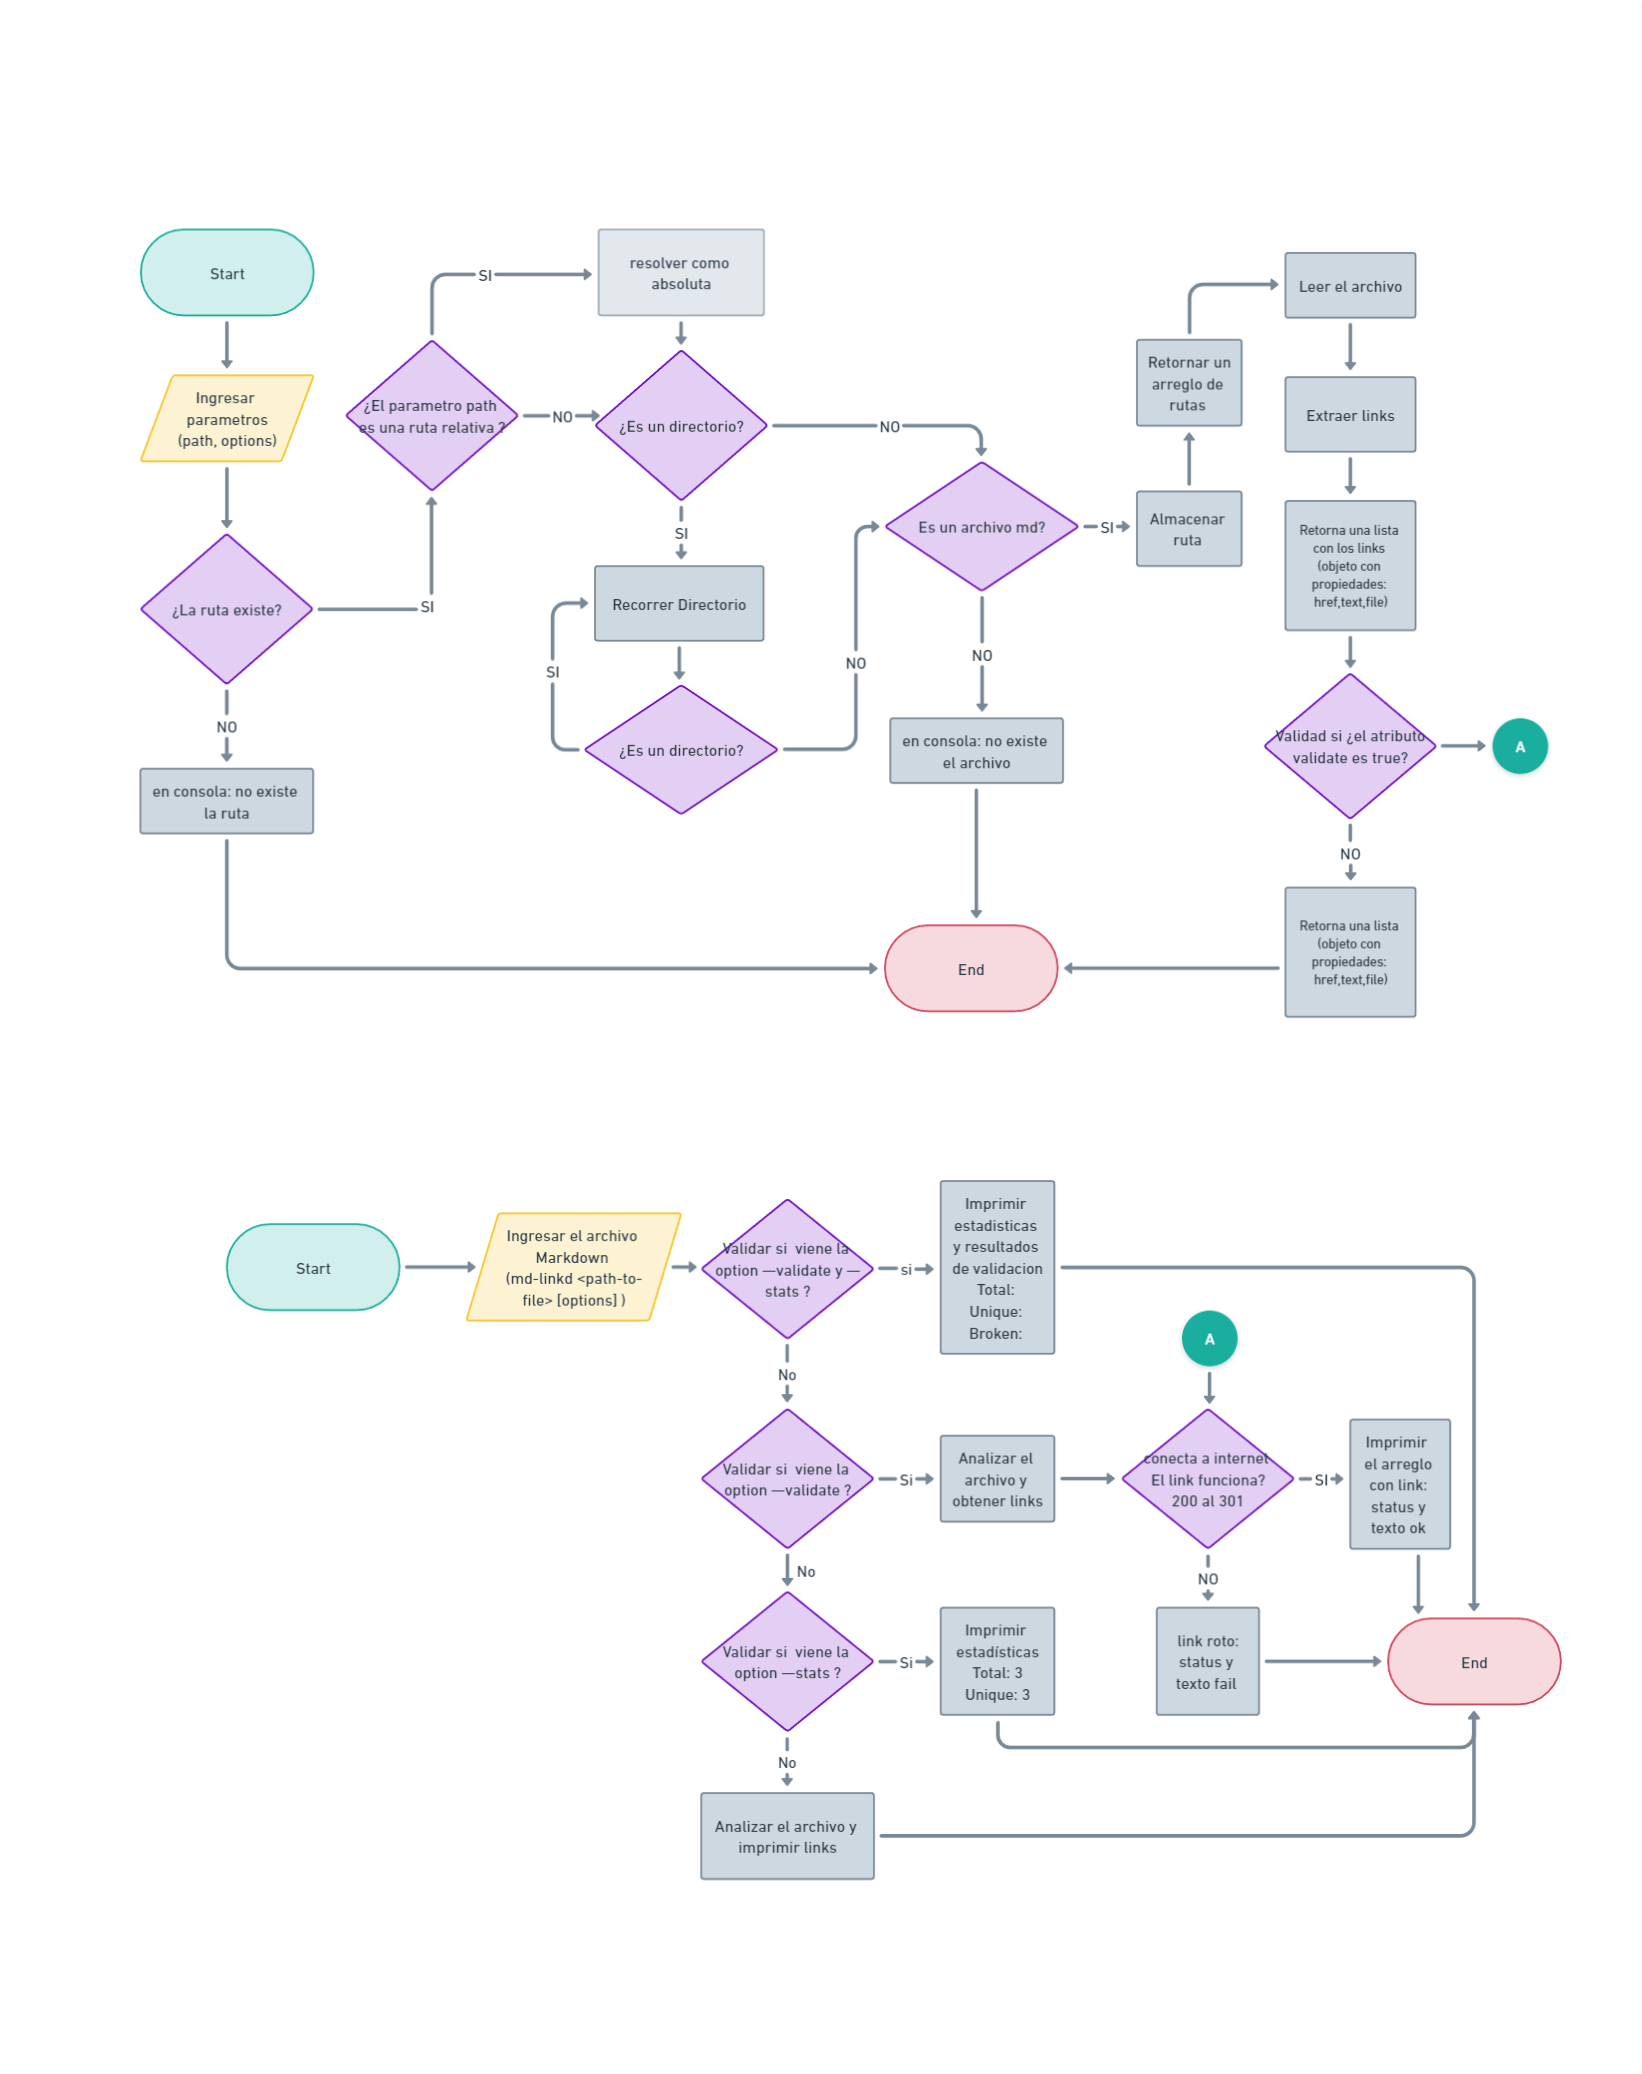 Start
Ingresar
parametros
(path, options)
¿La ruta existe?
NO
en consola: no existe
la ruta
SI
¿El parametro path
es una ruta relativa ?
SI
NO
resolver como
absoluta
¿Es un directorio?
SI
Recorrer Directorio
SI
¿Es un directorio?
NO
NO
Es un archivo md?
NO
en consola: no existe
el archivo
End
SI
Almacenar
ruta
Retornar un
arreglo de
rutas
Leer el archivo
Extraer links
Retorna una lista
con los links
(objeto con
propiedades:
href,text,file)
Validad si ¿el atributo
validate es true?
A
NO
Retorna una lista
(objeto con
propiedades:
href,text,file)
Start
Ingresar el archivo
Markdown
(md-linkd <path-to-
file> [options] )
Validar si  viene la
option —validate y —
stats ?
si
Imprimir
estadisticas
y resultados
de validacion
Total:
Unique:
Broken:
No
Validar si  viene la
option —validate ?
Si
Analizar el
archivo y
obtener links
A
conecta a internet
El link funciona?
200 al 301
SI
Imprimir
el arreglo
con link:
status y
texto ok
NO
link roto:
status y
texto fail
No
Validar si  viene la
option —stats ?
Si
Imprimir
estadísticas
Total: 3
Unique: 3
End
No
Analizar el archivo y
imprimir links